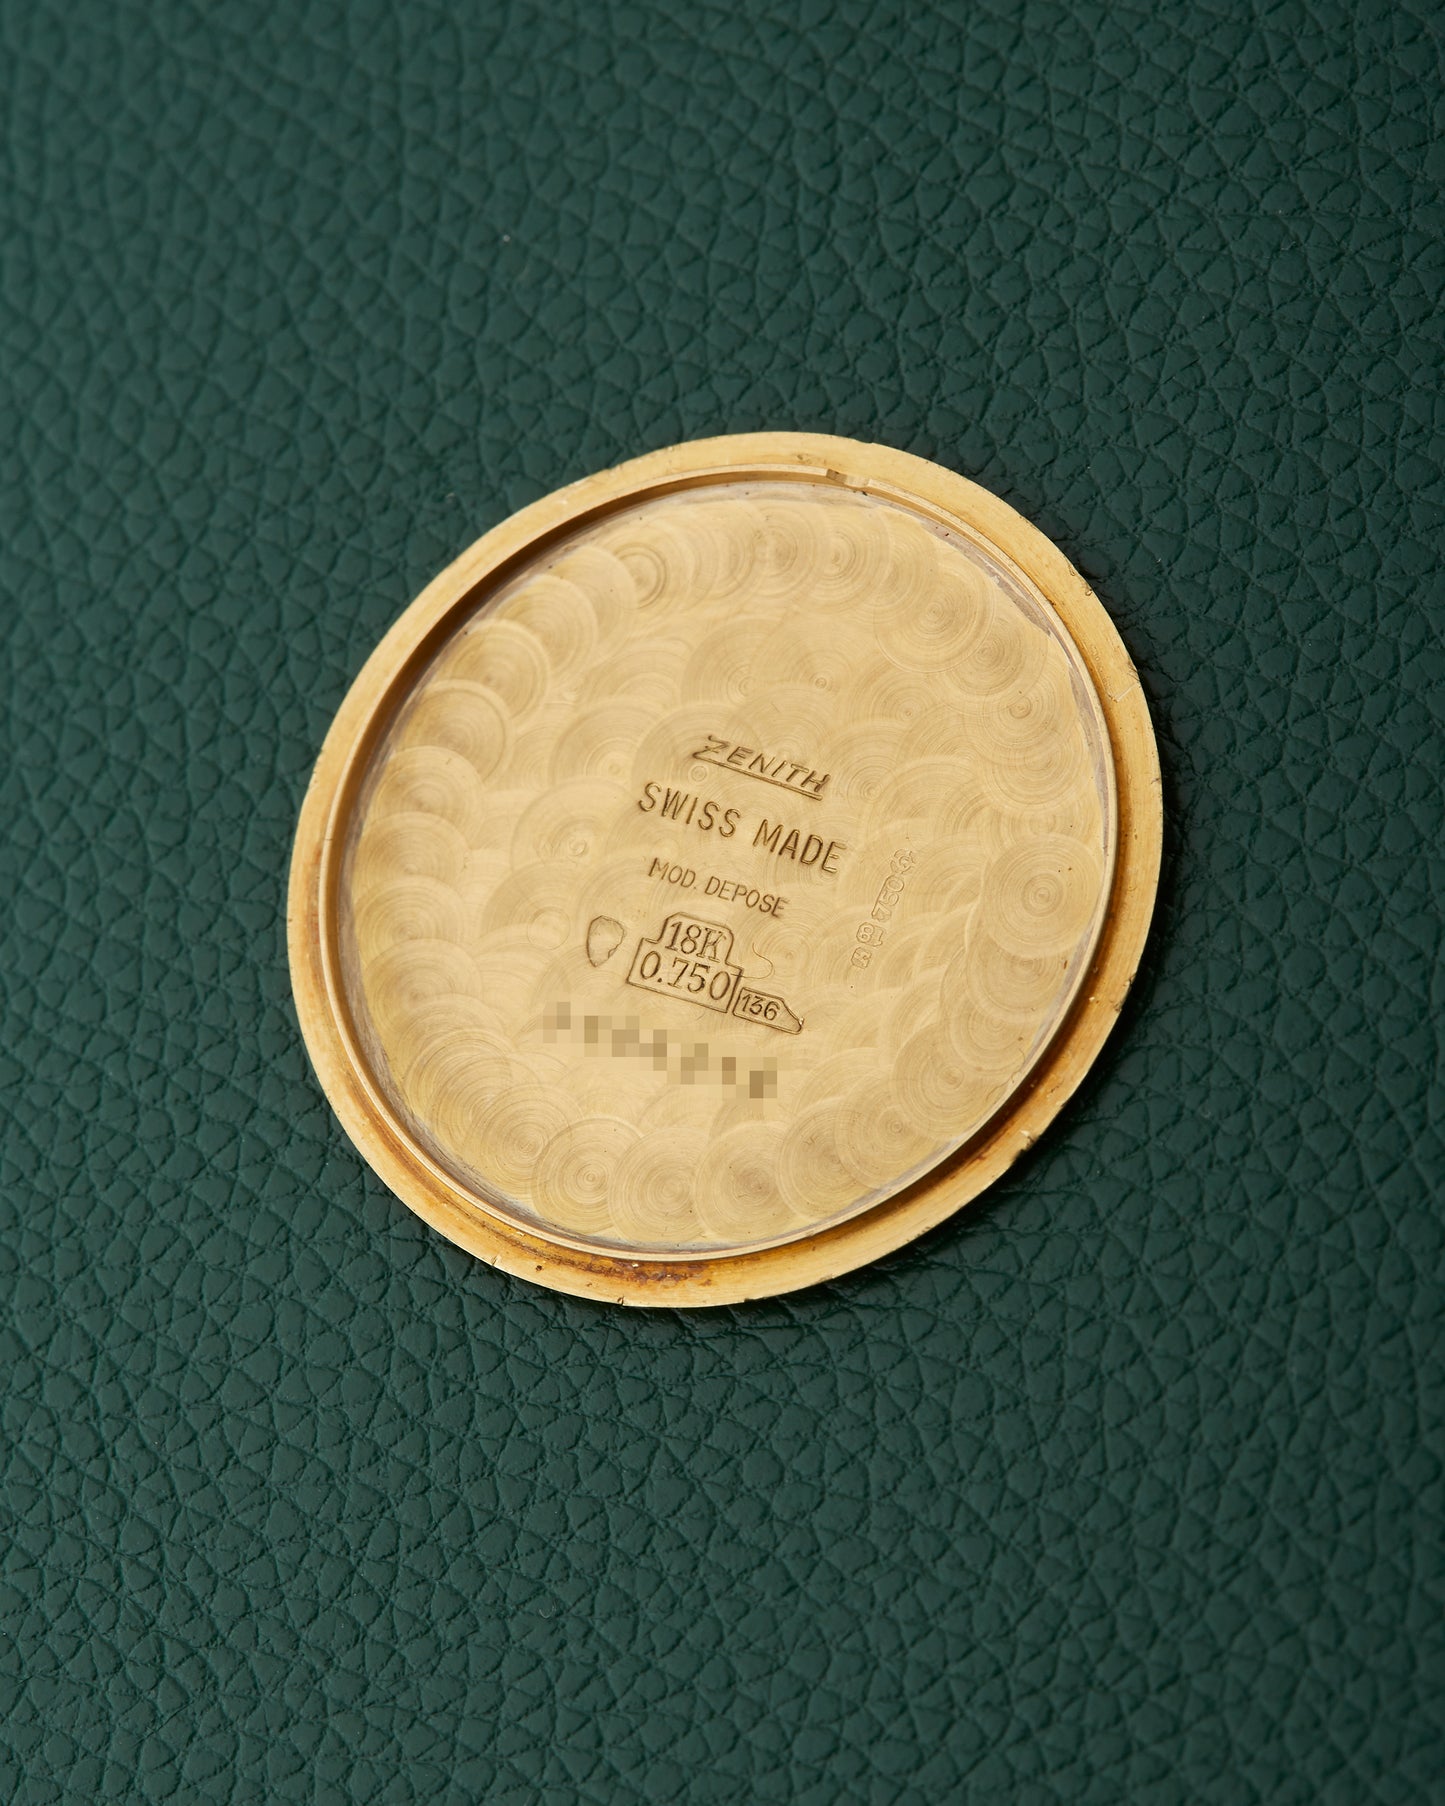 ZENITH
SWISS MADE
MOD. DEPOSE
18K
0.750
136